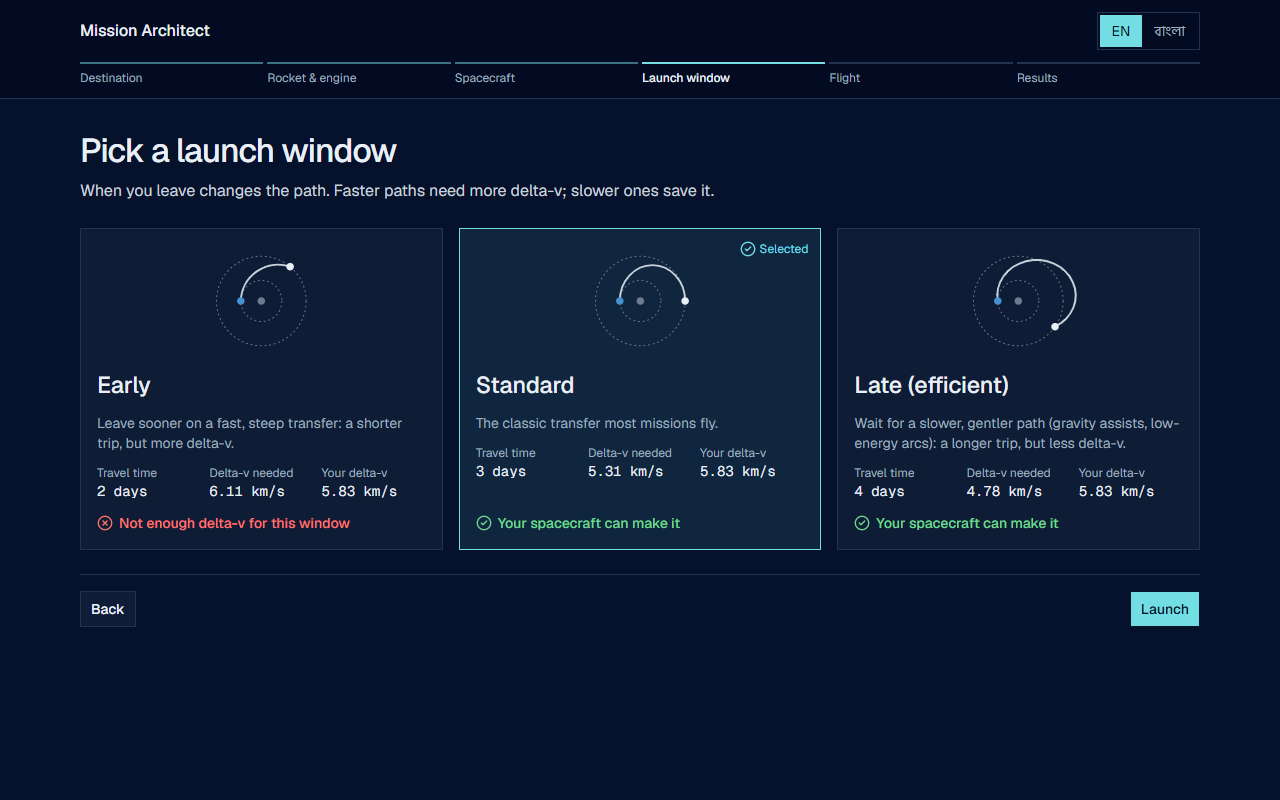 Mission Architect
EN
বাংলা
Destination
Rocket & engine
Spacecraft
Launch window
Flight
Results
Pick a launch window
When you leave changes the path. Faster paths need more delta-v; slower ones save it.
Early
Leave sooner on a fast, steep transfer: a shorter
trip, but more delta-v.
Travel time
2 days
Delta-v needed
6.11 km/s
Your delta-v
5.83 km/s
Not enough delta-v for this window
Selected
Standard
The classic transfer most missions fly.
Travel time
3 days
Delta-v needed
5.31 km/s
Your delta-v
5.83 km/s
Your spacecraft can make it
Late (efficient)
Wait for a slower, gentler path (gravity assists, low-
energy arcs): a longer trip, but less delta-v.
Travel time
4 days
Delta-v needed
4.78 km/s
Your delta-v
5.83 km/s
Your spacecraft can make it
Back
Launch